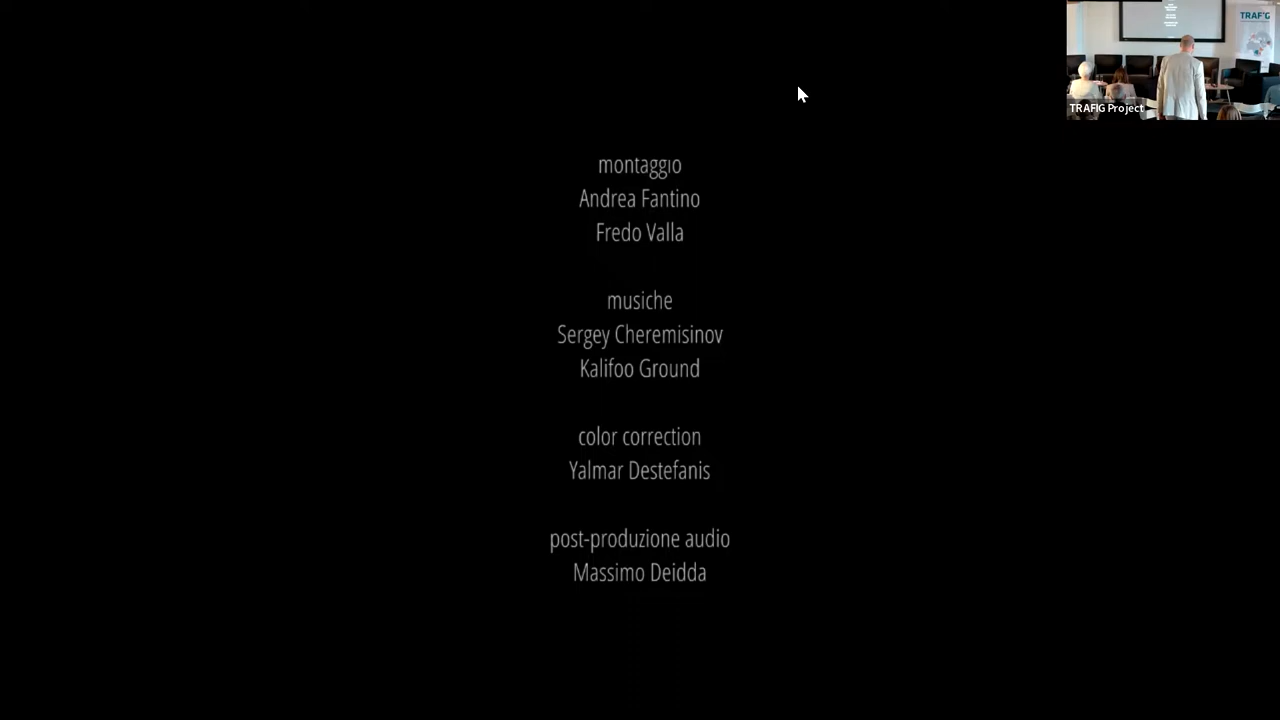 TRAFIG
TRAFIG Project
montaggio
Andrea Fantino
Fredo Valla
musiche
Sergey Cheremisinov
Kalifoo Ground
color correction
Yalmar Destefanis
post-produzione audio
Massimo Deidda